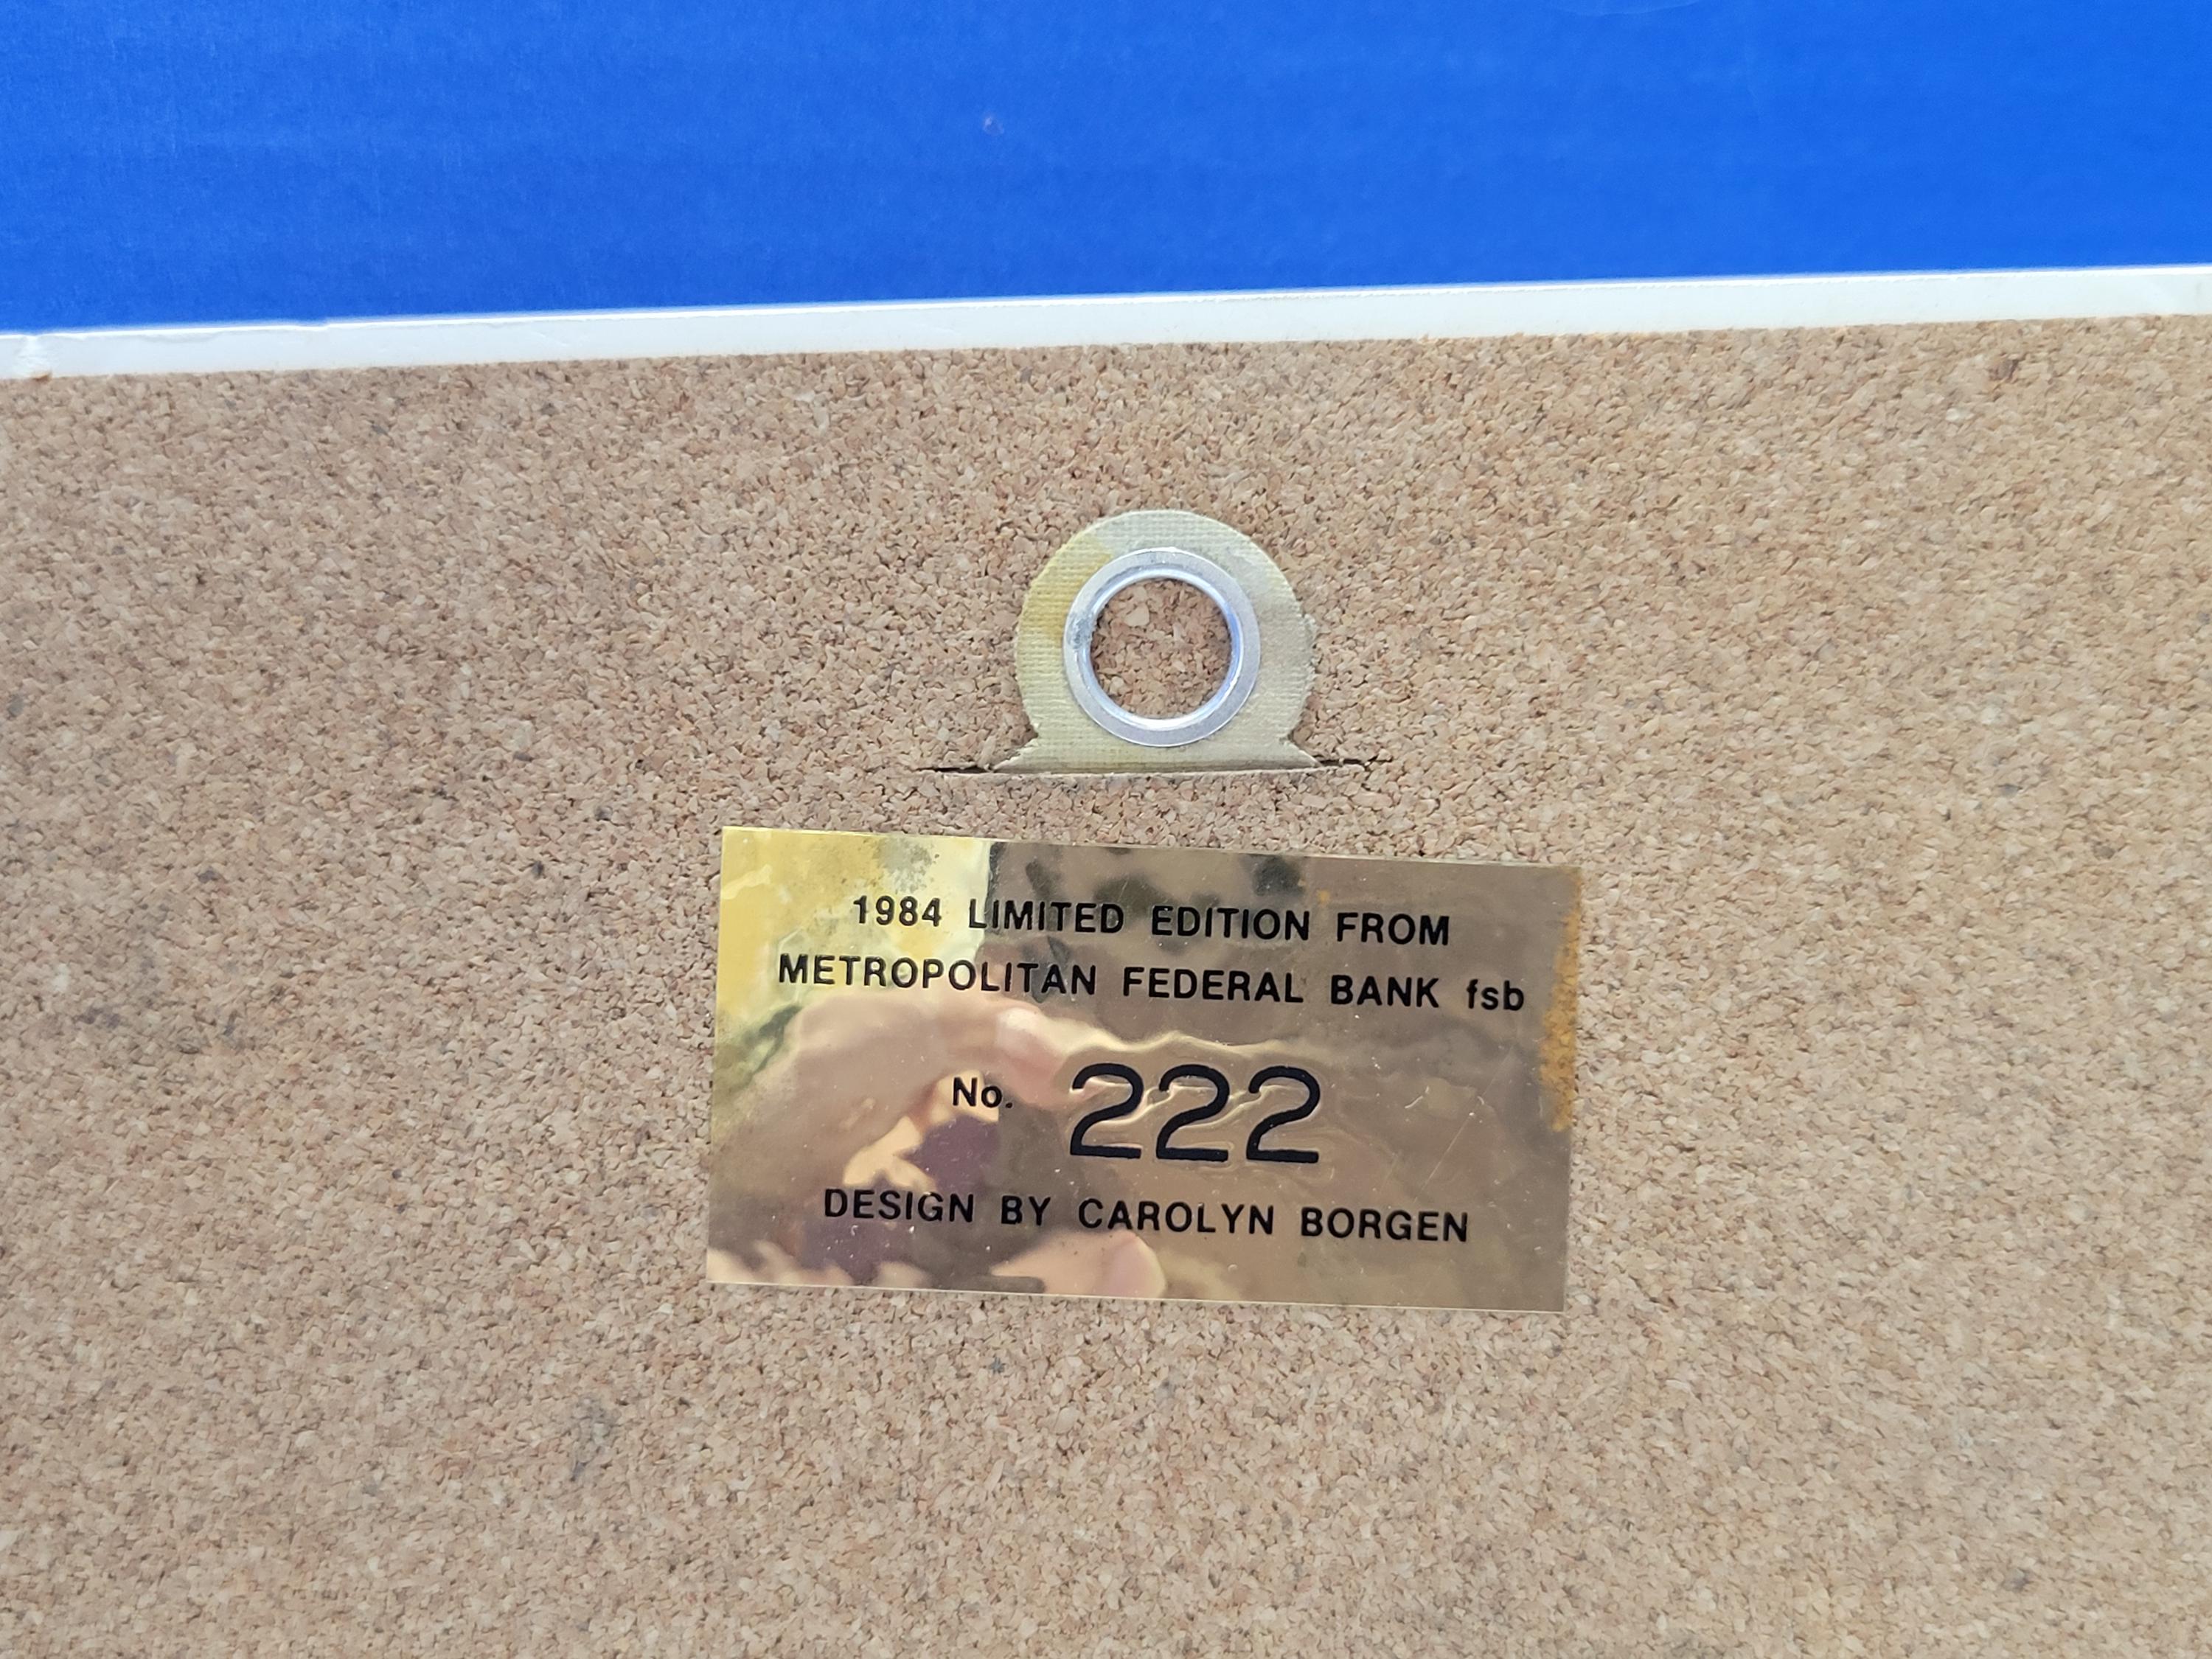 1984 LIMITED EDITION FROM
METROPOLITAN FEDERAL BANK fsb
No. 222
DESIGN BY CAROLYN BORGEN